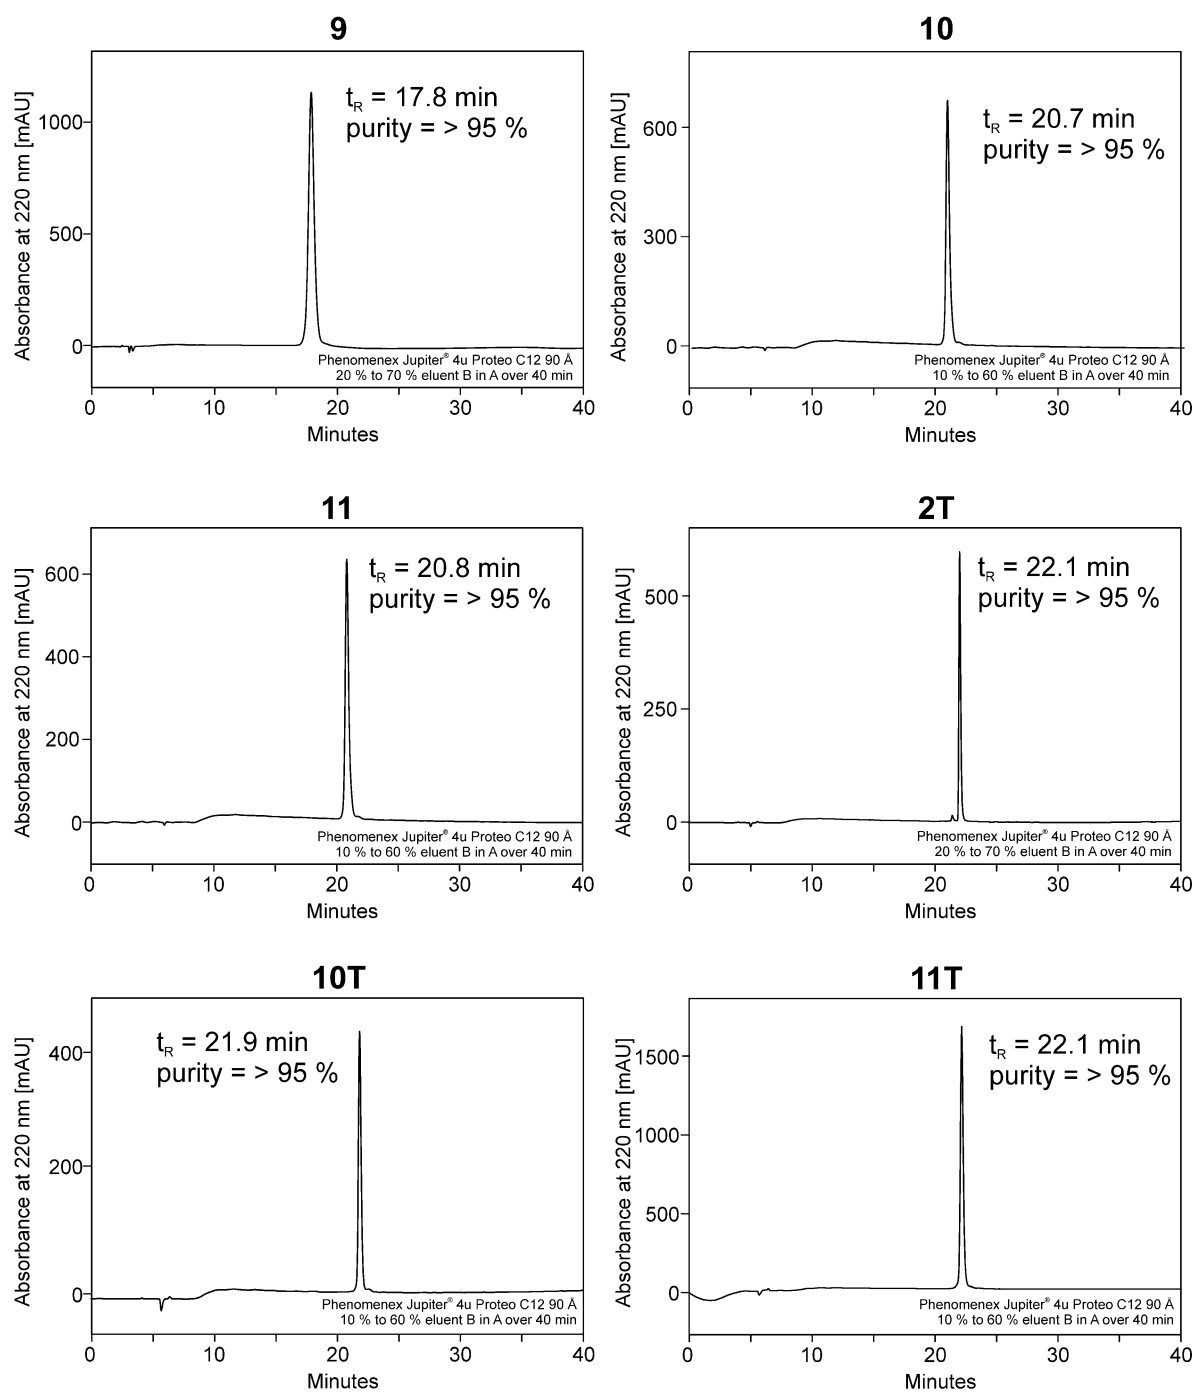 9
1000
500
0
Absorbance at 220 nm [mAU]
tR = 17.8 min
purity = > 95 %
Phenomenex Jupiter® 4u Proteo C12 90 Å
20 % to 70 % eluent B in A over 40 min
0 10 20 30 40
Minutes
10
600
300
0
Absorbance at 220 nm [mAU]
tR = 20.7 min
purity = > 95 %
Phenomenex Jupiter® 4u Proteo C12 90 Å
10 % to 60 % eluent B in A over 40 min
0 10 20 30 40
Minutes
11
600
400
200
0
Absorbance at 220 nm [mAU]
tR = 20.8 min
purity = > 95 %
Phenomenex Jupiter® 4u Proteo C12 90 Å
10 % to 60 % eluent B in A over 40 min
0 10 20 30 40
Minutes
2T
500
250
0
Absorbance at 220 nm [mAU]
tR = 22.1 min
purity = > 95 %
Phenomenex Jupiter® 4u Proteo C12 90 Å
20 % to 70 % eluent B in A over 40 min
0 10 20 30 40
Minutes
10T
400
200
0
Absorbance at 220 nm [mAU]
tR = 21.9 min
purity = > 95 %
Phenomenex Jupiter® 4u Proteo C12 90 Å
10 % to 60 % eluent B in A over 40 min
0 10 20 30 40
Minutes
11T
1500
1000
500
0
Absorbance at 220 nm [mAU]
tR = 22.1 min
purity = > 95 %
Phenomenex Jupiter® 4u Proteo C12 90 Å
10 % to 60 % eluent B in A over 40 min
0 10 20 30 40
Minutes